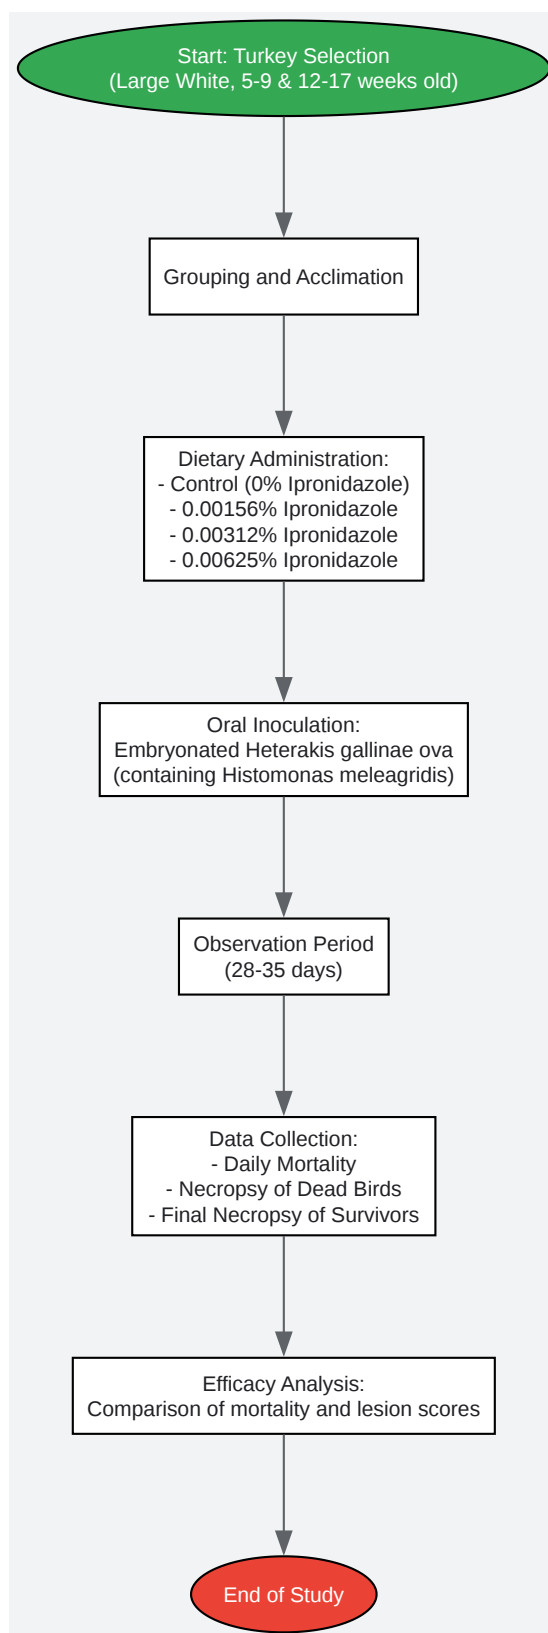 Start: Turkey Selection
(Large White, 5-9 & 12-17 weeks old)
Grouping and Acclimation
Dietary Administration:
- Control (0% Ipronidazole)
- 0.00156% Ipronidazole
- 0.00312% Ipronidazole
- 0.00625% Ipronidazole
Oral Inoculation:
Embryonated Heterakis gallinae ova
(containing Histomonas meleagridis)
Observation Period
(28-35 days)
Data Collection:
- Daily Mortality
- Necropsy of Dead Birds
- Final Necropsy of Survivors
Efficacy Analysis:
Comparison of mortality and lesion scores
End of Study